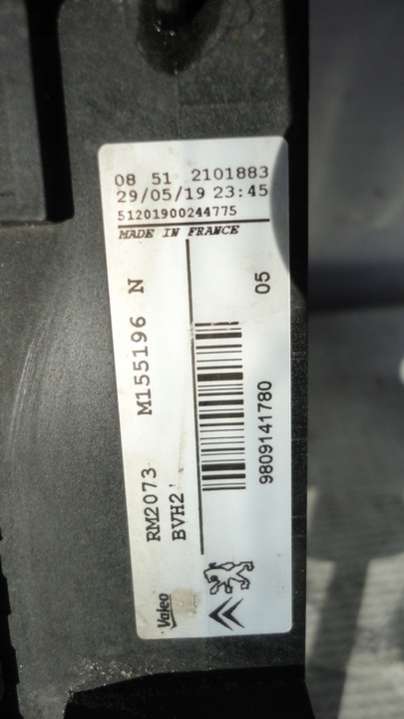 08 51 2101883
29/05/19 23:45
51201900244775
MADE IN FRANCE
RM2073 M155196 N
BVH2
05
9809141780
Valeo